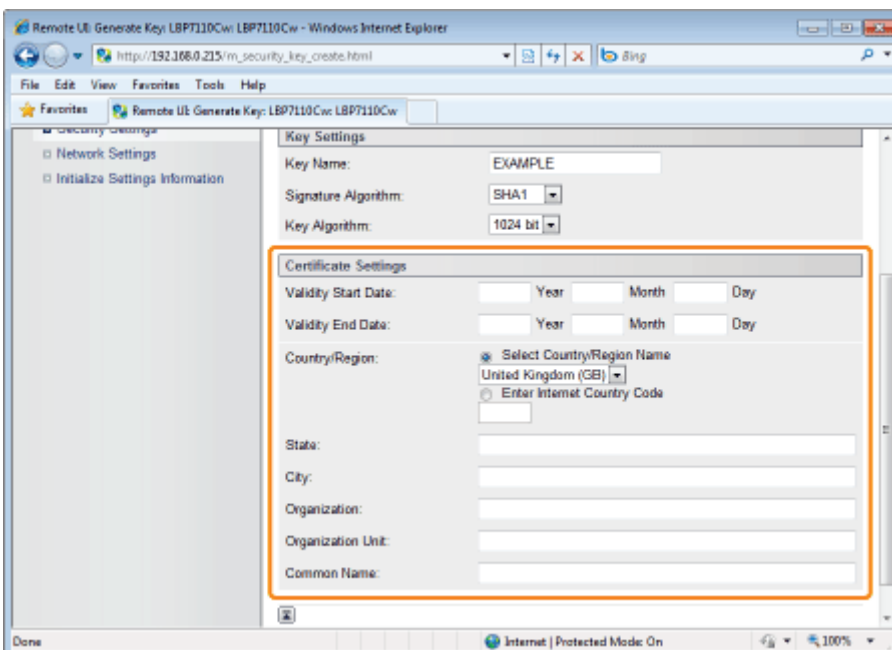 Remote UI: Generate Key: LBP7110Cw: LBP7110Cw - Windows Internet Explorer
http://192.168.0.215/m_security_key_create.html
Bing
File Edit View Favorites Tools Help
Favorites Remote UI: Generate Key: LBP7110Cw: LBP7110Cw
Security Settings
Network Settings
Initialize Settings Information
Key Settings
Key Name: EXAMPLE
Signature Algorithm: SHA1
Key Algorithm: 1024 bit
Certificate Settings
Validity Start Date: Year Month Day
Validity End Date: Year Month Day
Country/Region: Select Country/Region Name
United Kingdom (GB)
Enter Internet Country Code
State:
City:
Organization:
Organization Unit:
Common Name:
Done Internet | Protected Mode: On 100%